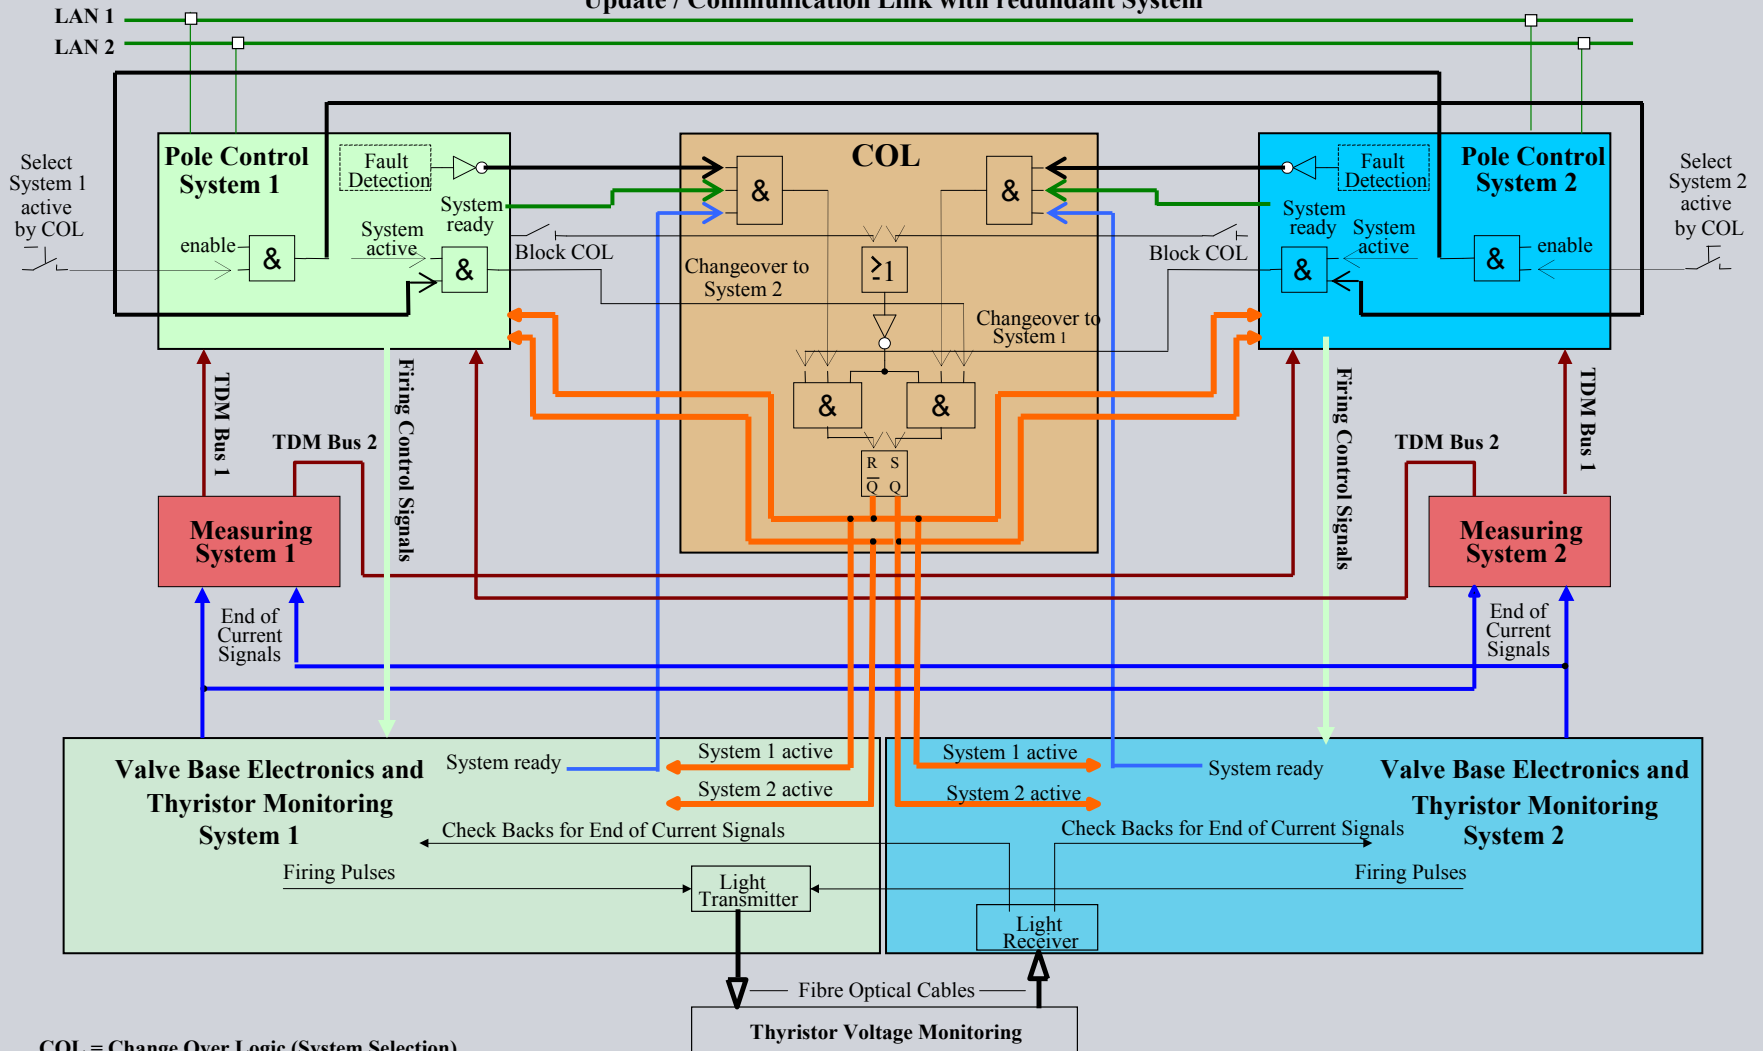 Update / Communication Link with redundant System
LAN 1
LAN 2
Select
System 1
active
by COL
Pole Control
System 1
Fault
Detection
System
ready
enable
&
System
active
&
Block COL
COL
&
&
≥1
Changeover to
System 2
Changeover to
System 1
&
&
R S
Q Q
Block COL
Fault
Detection
Pole Control
System 2
System
ready
System
active
&
&
enable
Select
System 2
active
by COL
TDM Bus 1
TDM Bus 2
Firing Control Signals
Firing Control Signals
TDM Bus 2
TDM Bus 1
Measuring
System 1
Measuring
System 2
End of
Current
Signals
End of
Current
Signals
Valve Base Electronics and
Thyristor Monitoring
System 1
System ready
System 1 active
System 2 active
Check Backs for End of Current Signals
Firing Pulses
Light
Transmitter
System 1 active
System 2 active
System ready
Valve Base Electronics and
Thyristor Monitoring
System 2
Check Backs for End of Current Signals
Firing Pulses
Light
Receiver
Fibre Optical Cables
Thyristor Voltage Monitoring
COL = Change Over Logic (System Selection)